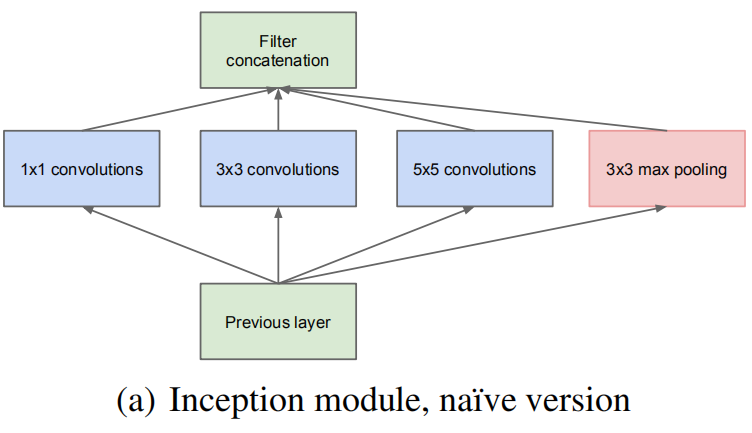 Filter
concatenation
1x1 convolutions
3x3 convolutions
5x5 convolutions
3x3 max pooling
Previous layer
(a) Inception module, naïve version